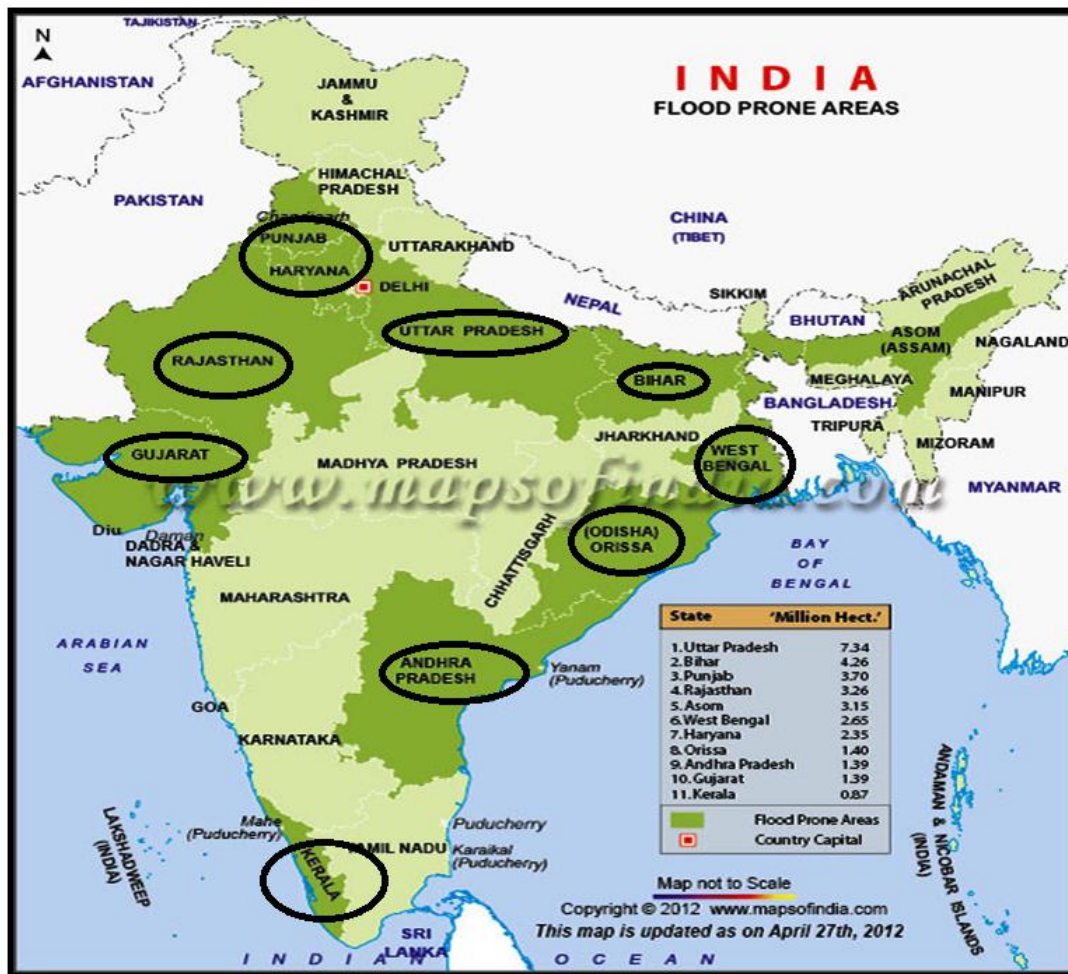 TAJIKISTAN
N
AFGHANISTAN
INDIA
FLOOD PRONE AREAS
JAMMU
&
KASHMIR
HIMACHAL
PRADESH
PAKISTAN
Chandigarh
CHINA
(TIBET)
PUNJAB
UTTARAKHAND
HARYANA
DELHI
NEPAL
SIKKIM
ARUNACHAL
PRADESH
BHUTAN
UTTAR PRADESH
ASOM
(ASSAM)
NAGALAND
RAJASTHAN
BIHAR
MEGHALAYA
MANIPUR
BANGLADESH
TRIPURA
MIZORAM
GUJARAT
MADHYA PRADESH
JHARKHAND
WEST
BENGAL
www.mapsofindia.com
MYANMAR
Diu
Daman
DADRA &
NAGAR HAVELI
(ODISHA)
ORISSA
CHHATTISGARH
BAY
OF
BENGAL
MAHARASHTRA
ARABIAN
SEA
ANDHRA
PRADESH
Yanam
(Puducherry)
GOA
KARNATAKA
State 'Million Hect.'
1.Uttar Pradesh 7.34
2.Bihar 4.26
3.Punjab 3.70
4.Rajasthan 3.26
5.Asom 3.15
6.West Bengal 2.65
7.Haryana 2.35
8.Orissa 1.40
9.Andhra Pradesh 1.39
10.Gujarat 1.39
11.Kerala 0.87
Flood Prone Areas
Country Capital
LAKSHADWEEP
(INDIA)
Mahe
(Puducherry)
Puducherry
TAMIL NADU
Karaikal
(Puducherry)
KERALA
ANDAMAN & NICOBAR ISLANDS
(INDIA)
Map not to Scale
Copyright © 2012 www.mapsofindia.com
This map is updated as on April 27th, 2012
SRI
LANKA
INDIAN OCEAN